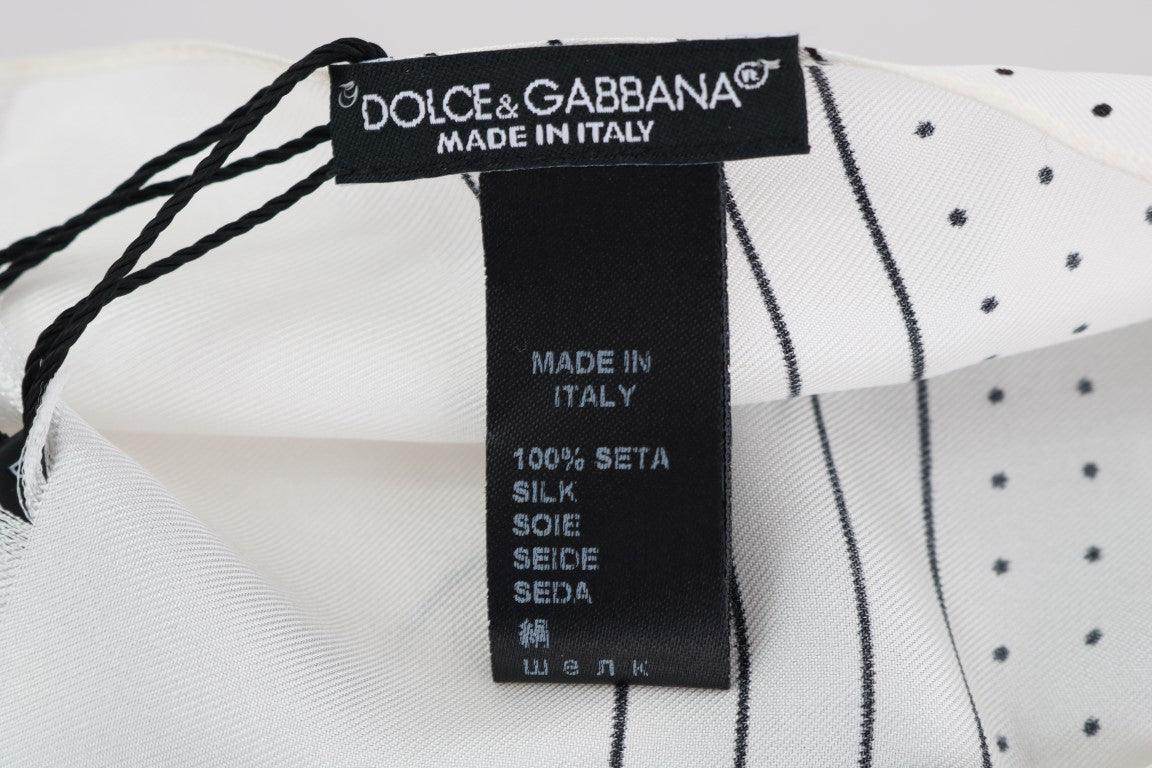 DOLCE & GABBANA
MADE IN ITALY
MADE IN
ITALY
100% SETA
SILK
SOIE
SEIDE
SEDA
絹
шелк